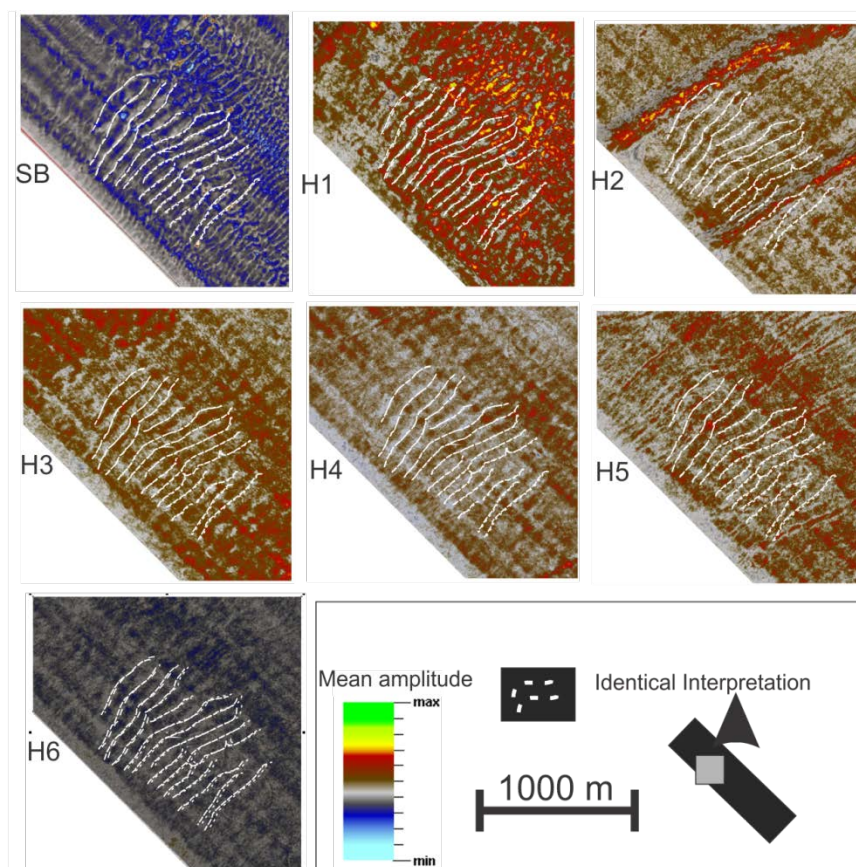 SB
H1
H2
H3
H4
H5
H6
Mean amplitude
max
min
Identical Interpretation
1000 m